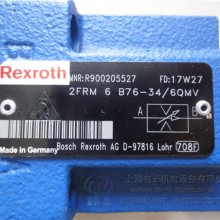 Rexroth
MNR:R900205527 FD:17W27
2FRM 6 B76-34/6QMV
Made in Germany
Bosch Rexroth AG D-97816 Lohr 708F